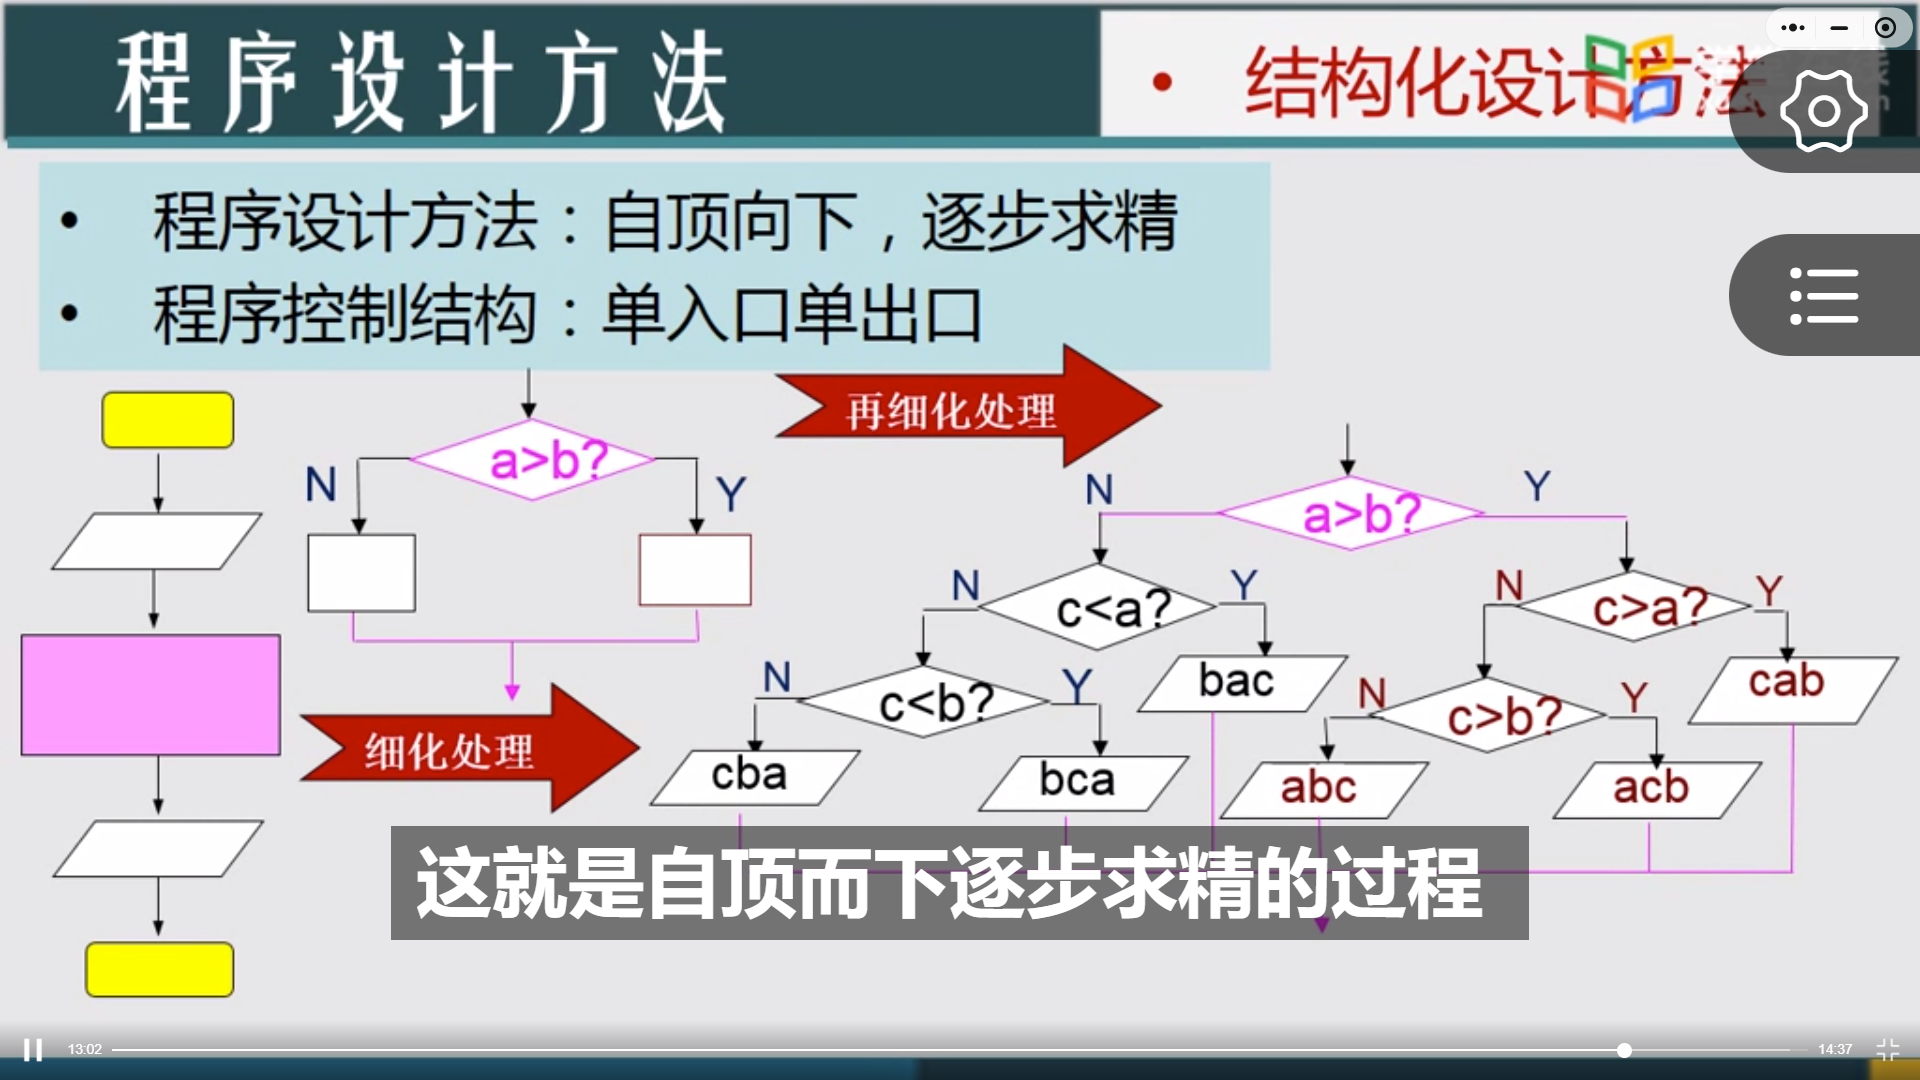 程序设计方法
• 结构化设计方法
• 程序设计方法：自顶向下，逐步求精
• 程序控制结构：单入口单出口
再细化处理
a>b?
N
Y
a>b?
N
Y
c<a?
N
Y
c>a?
N
Y
bac
cab
c<b?
N
Y
c>b?
N
Y
细化处理
cba
bca
abc
acb
这就是自顶而下逐步求精的过程
13:02
14:37